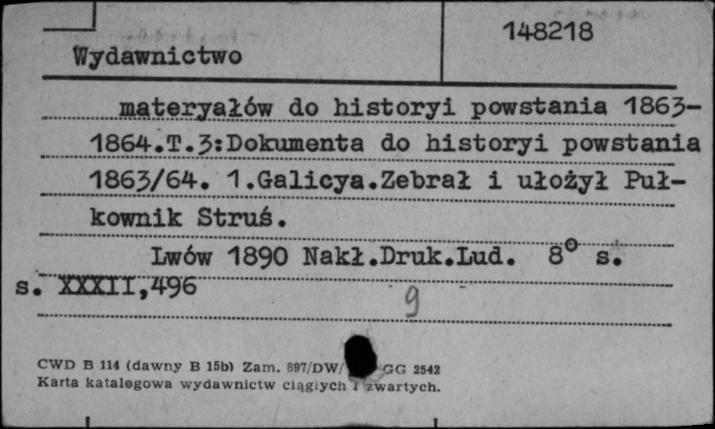 148218
Wydawnictwo
materyałów do historyi powstania 1863-
1864.T.3:Dokumenta do historyi powstania
1863/64. 1.Galicya.Zebrał i ułożył Puł-
kownik Struś.
Lwów 1890 Nakł.Druk.Lud. 8° s.
s. XXXII,496
9
CWD B 114 (dawny B 15b) Zam. 897/DW/ GG 2542
Karta katalogowa wydawnictw ciągłych i zwartych.